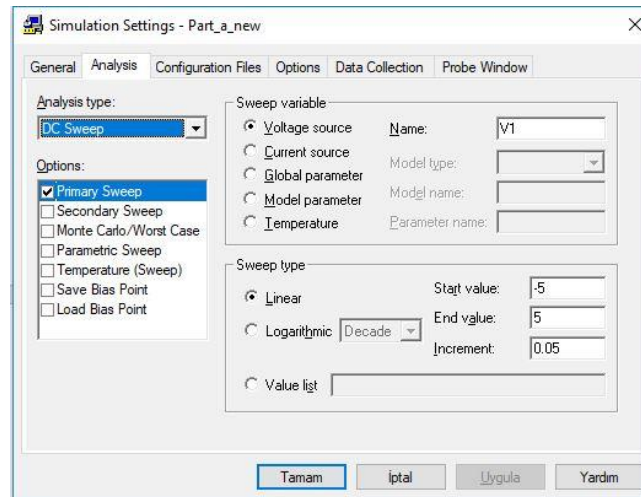 Simulation Settings - Part_a_new
General Analysis Configuration Files Options Data Collection Probe Window
Analysis type:
DC Sweep
Options:
Primary Sweep
Secondary Sweep
Monte Carlo/Worst Case
Parametric Sweep
Temperature (Sweep)
Save Bias Point
Load Bias Point
Sweep variable
Voltage source Name: V1
Current source Model type:
Global parameter Model name:
Model parameter Parameter name:
Temperature
Sweep type
Linear
Logarithmic Decade
Value list
Start value: -5
End value: 5
Increment: 0.05
Tamam İptal Uygula Yardım